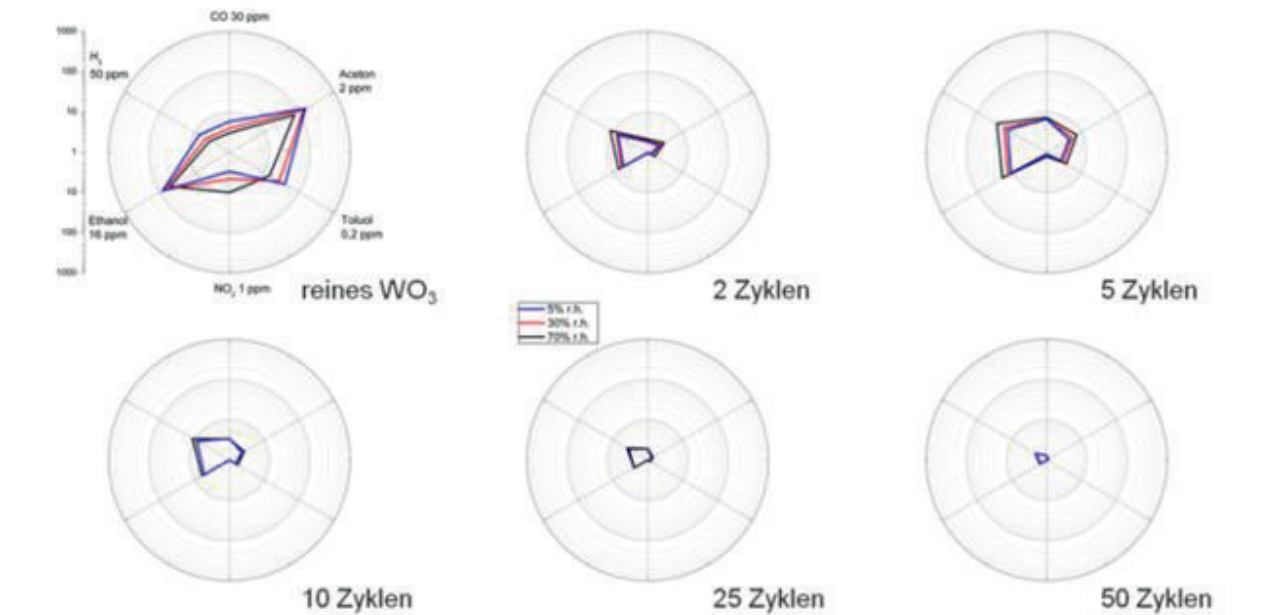 CO 30 ppm
1000
100
10
1
10
100
1000
H₂
50 ppm
Aceton
2 ppm
Ethanol
16 ppm
Toluol
0.2 ppm
NO₂ 1 ppm
reines WO₃
2 Zyklen
5 Zyklen
5% r.h.
30% r.h.
70% r.h.
10 Zyklen
25 Zyklen
50 Zyklen